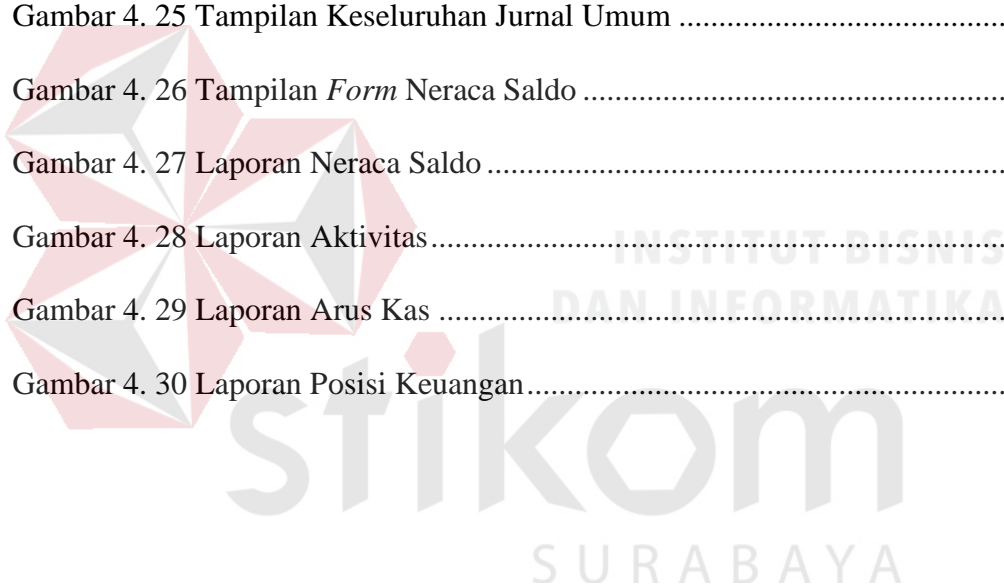 Gambar 4. 25 Tampilan Keseluruhan Jurnal Umum ........................................
Gambar 4. 26 Tampilan Form Neraca Saldo ....................................................
Gambar 4. 27 Laporan Neraca Saldo ................................................................
Gambar 4. 28 Laporan Aktivitas.......................................................................
Gambar 4. 29 Laporan Arus Kas ......................................................................
Gambar 4. 30 Laporan Posisi Keuangan...........................................................
INSTITUT BISNIS
DAN INFORMATIKA
stikom
SURABAYA